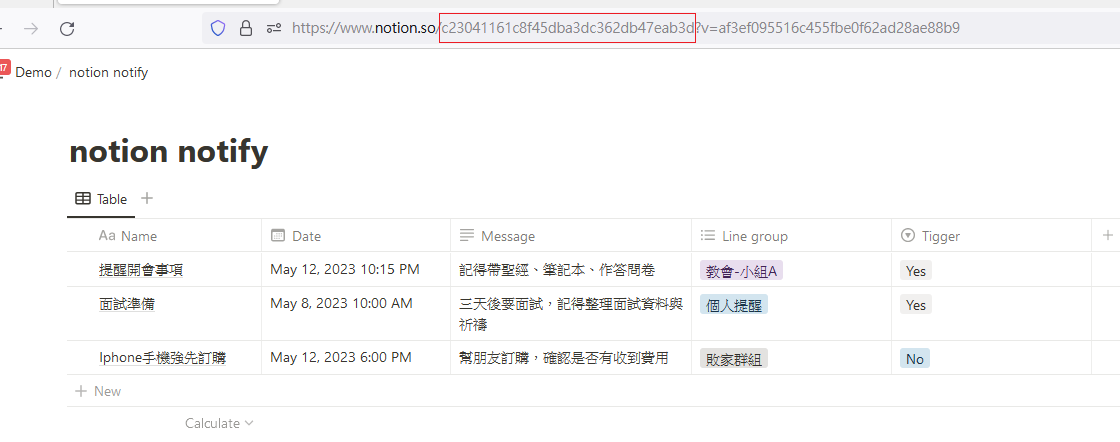 https://www.notion.so/c23041161c8f45dba3dc362db47eab3d?v=af3ef095516c455fbe0f62ad28ae88b9
17
Demo / notion notify
notion notify
Table
Aa Name Date Message Line group Tigger
提醒開會事項 May 12, 2023 10:15 PM 記得帶聖經、筆記本、作答問卷 教會-小組A Yes
面試準備 May 8, 2023 10:00 AM 三天後要面試，記得整理面試資料與 個人提醒 Yes
祈禱
Iphone手機強先訂購 May 12, 2023 6:00 PM 幫朋友訂購，確認是否有收到費用 敗家群組 No
New
Calculate